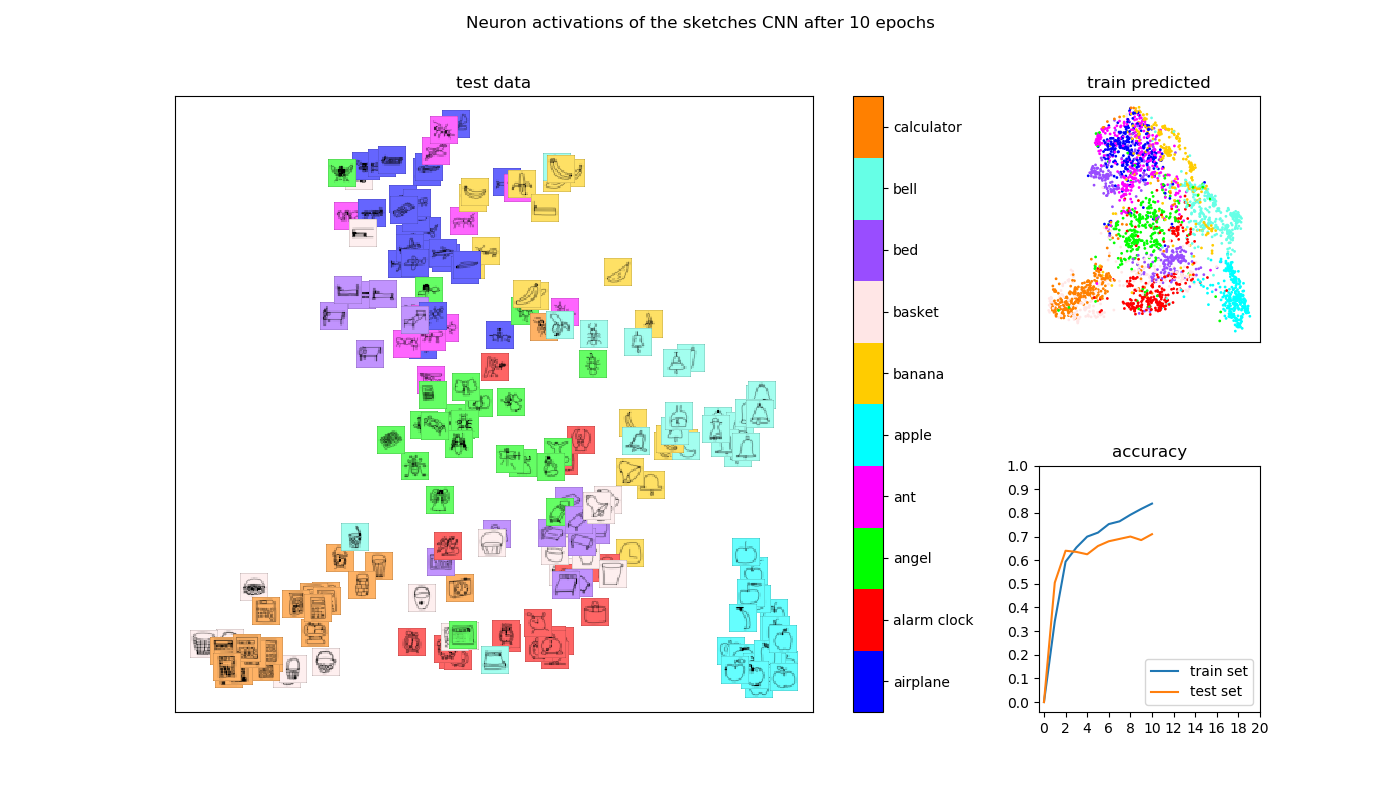 Neuron activations of the sketches CNN after 10 epochs
test data
calculator
bell
bed
basket
banana
apple
ant
angel
alarm clock
airplane
train predicted
accuracy
1.0
0.9
0.8
0.7
0.6
0.5
0.4
0.3
0.2
0.1
0.0
train set
test set
0 2 4 6 8 10 12 14 16 18 20